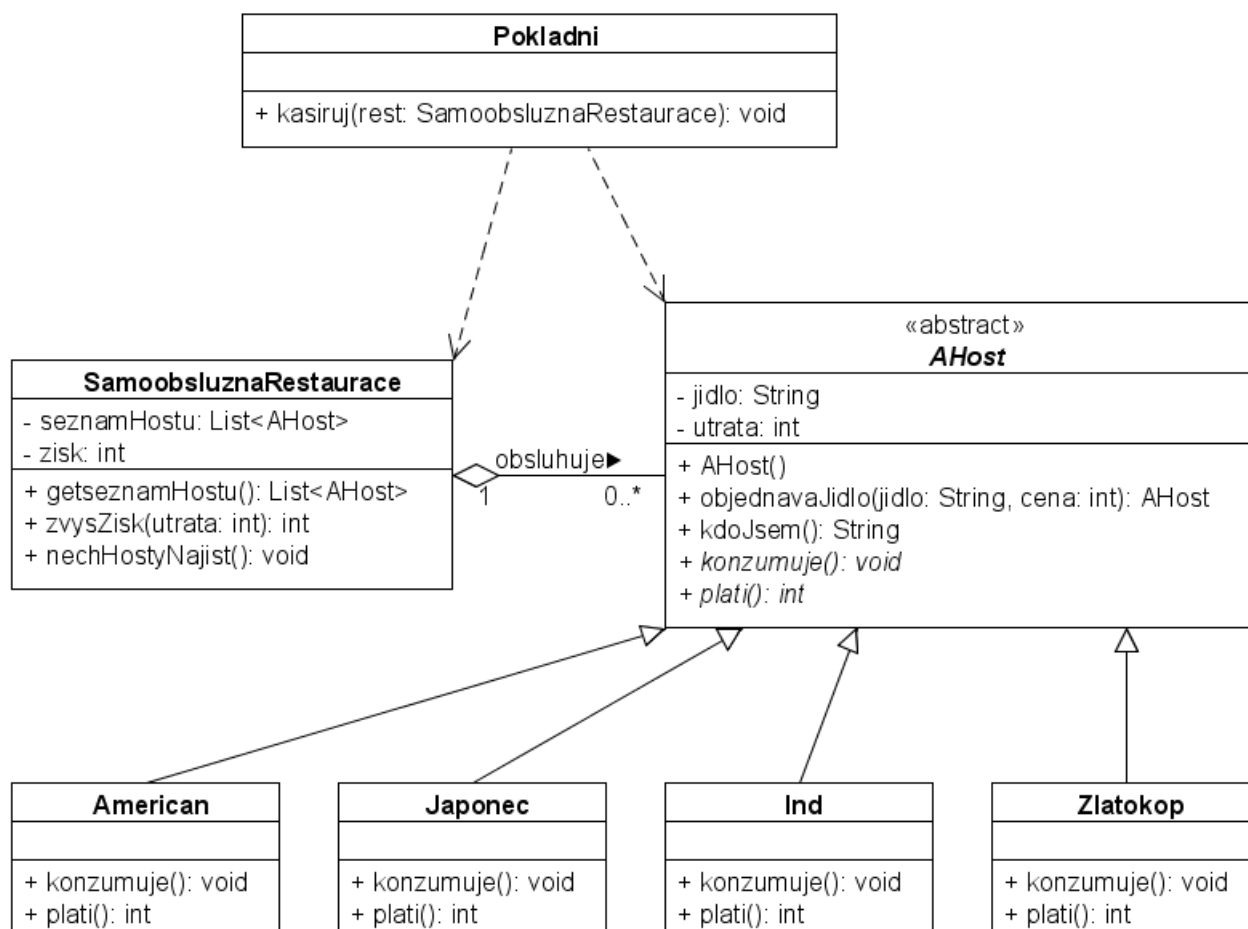 Pokladni
+ kasiruj(rest: SamoobsluznaRestaurace): void
«abstract»
AHost
- jidlo: String
- utrata: int
+ AHost()
+ objednavaJidlo(jidlo: String, cena: int): AHost
+ kdoJsem(): String
+ konzumuje(): void
+ plati(): int
SamoobsluznaRestaurace
- seznamHostu: List<AHost>
- zisk: int
+ getseznamHostu(): List<AHost>
+ zvysZisk(utrata: int): int
+ nechHostyNajist(): void
obsluhuje▶
1
0..*
American
+ konzumuje(): void
+ plati(): int
Japonec
+ konzumuje(): void
+ plati(): int
Ind
+ konzumuje(): void
+ plati(): int
Zlatokop
+ konzumuje(): void
+ plati(): int